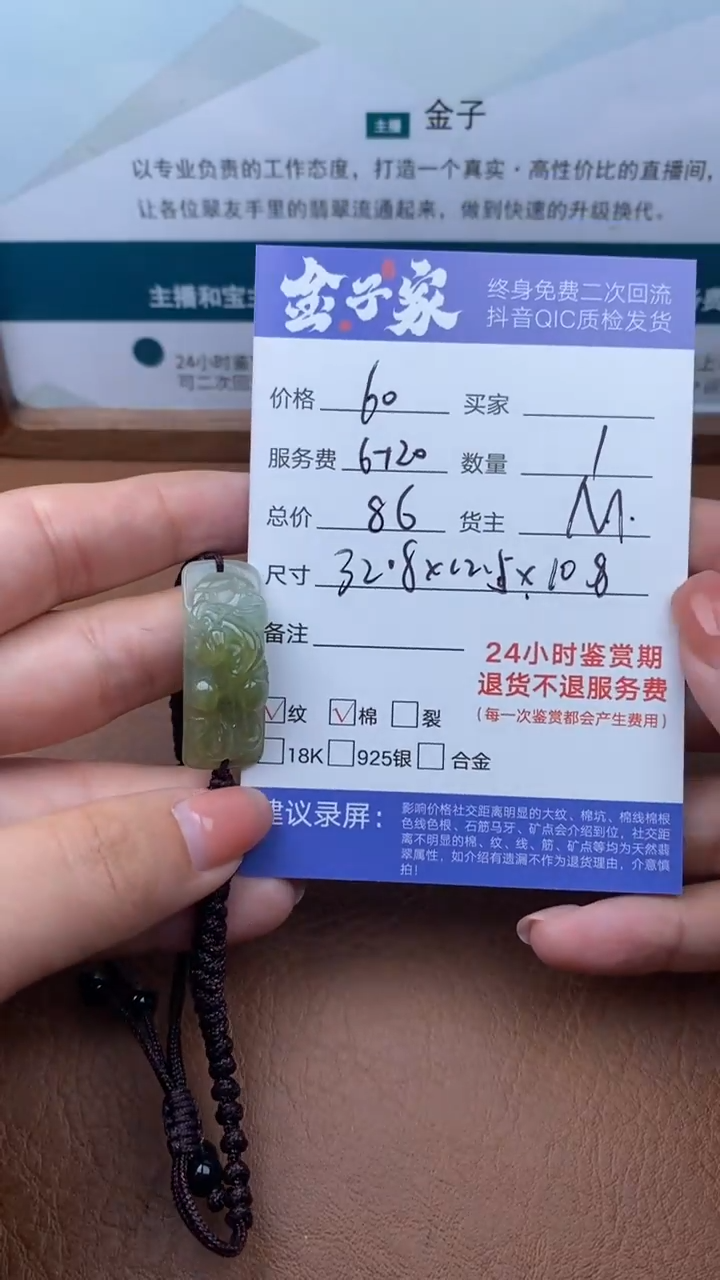 主播 金子
以专业负责的工作态度，打造一个真实·高性价比的直播间，
让各位翠友手里的翡翠流通起来，做到快速的升级换代。
主播和宝
24小时鉴
可二次回
金子家
终身免费二次回流
抖音QIC质检发货
价格 60 买家
服务费 6+20 数量 1
总价 86 货主 M.
尺寸 32.8×12.5×10.8
备注
24小时鉴赏期
退货不退服务费
（每一次鉴赏都会产生费用）
纹 棉 裂
18K 925银 合金
建议录屏：
影响价格社交距离明显的大纹、棉坑、棉线棉根
色线色根、石筋马牙、矿点会介绍到位，社交距
离不明显的棉、纹、线、筋、矿点等均为天然翡
翠属性，如介绍有遗漏不作为退货理由，介意慎
拍！